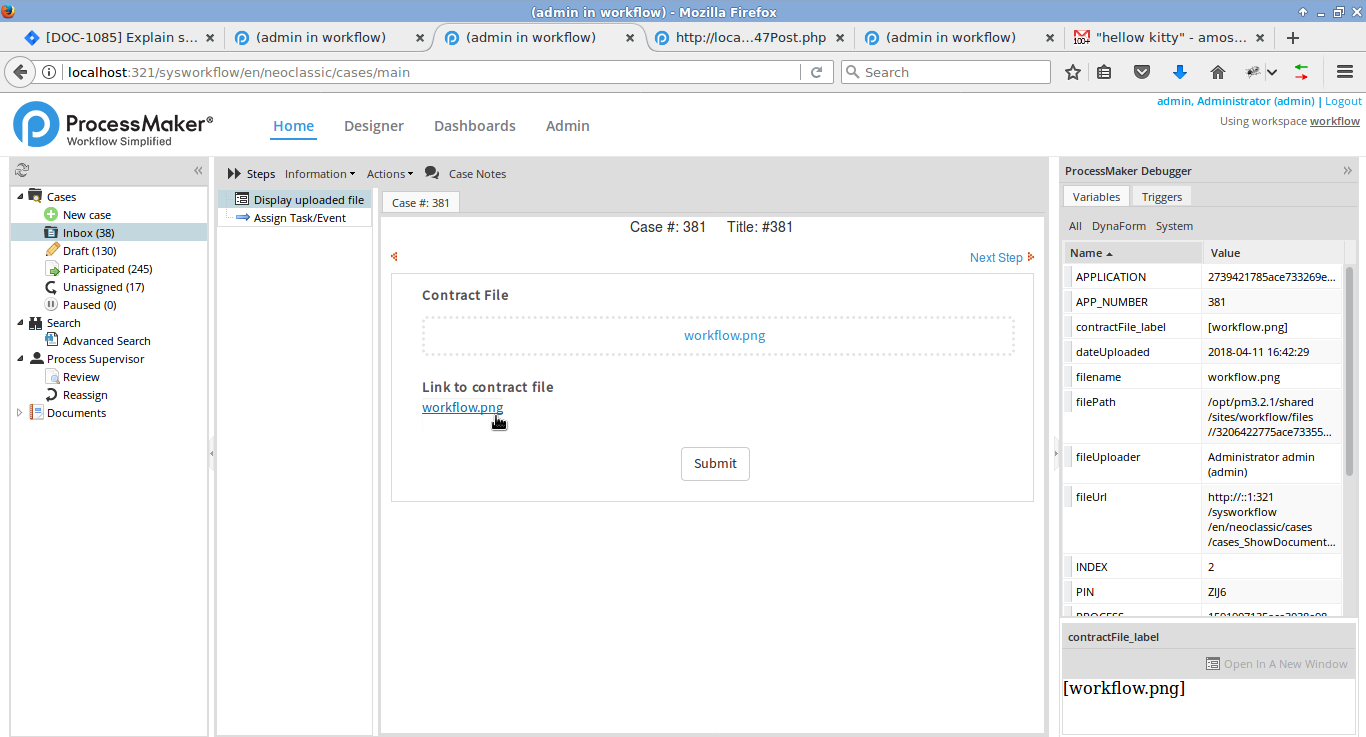 (admin in workflow) - Mozilla Firefox
[DOC-1085] Explain s...
(admin in workflow)
(admin in workflow)
http://loca...47Post.php
(admin in workflow)
100+
"hellow kitty" - amos...
localhost:321/sysworkflow/en/neoclassic/cases/main
Search
ProcessMaker®
Workflow Simplified
Home
Designer
Dashboards
Admin
admin, Administrator (admin) | Logout
Using workspace workflow
Cases
New case
Inbox (38)
Draft (130)
Participated (245)
Unassigned (17)
Paused (0)
Search
Advanced Search
Process Supervisor
Review
Reassign
Documents
Steps
Information
Actions
Case Notes
Display uploaded file
Assign Task/Event
Case #: 381
Case #: 381 Title: #381
Next Step
Contract File
workflow.png
Link to contract file
workflow.png
Submit
ProcessMaker Debugger
Variables
Triggers
All
DynaForm
System
Name
Value
APPLICATION
2739421785ace733269e...
APP_NUMBER
381
contractFile_label
[workflow.png]
dateUploaded
2018-04-11 16:42:29
filename
workflow.png
filePath
/opt/pm3.2.1/shared
/sites/workflow/files
//3206422775ace73355...
fileUploader
Administrator admin
(admin)
fileUrl
http://::1:321
/sysworkflow
/en/neoclassic/cases
/cases_ShowDocument...
INDEX
2
PIN
ZIJ6
PROCESS
contractFile_label
Open In A New Window
[workflow.png]